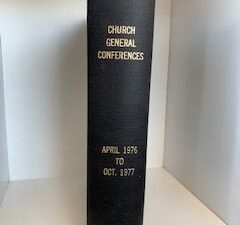 CHURCH
GENERAL
CONFERENCES
APRIL 1976
TO
OCT. 1977